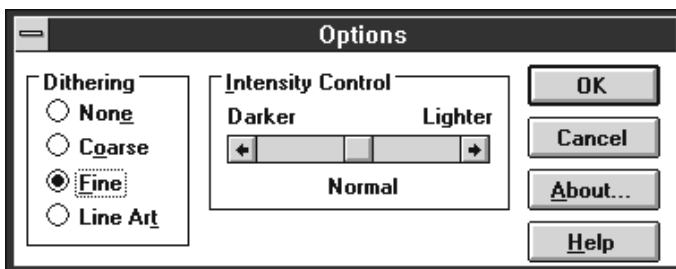 Options
Dithering
None
Coarse
Fine
Line Art
Intensity Control
Darker Lighter
Normal
OK
Cancel
About...
Help